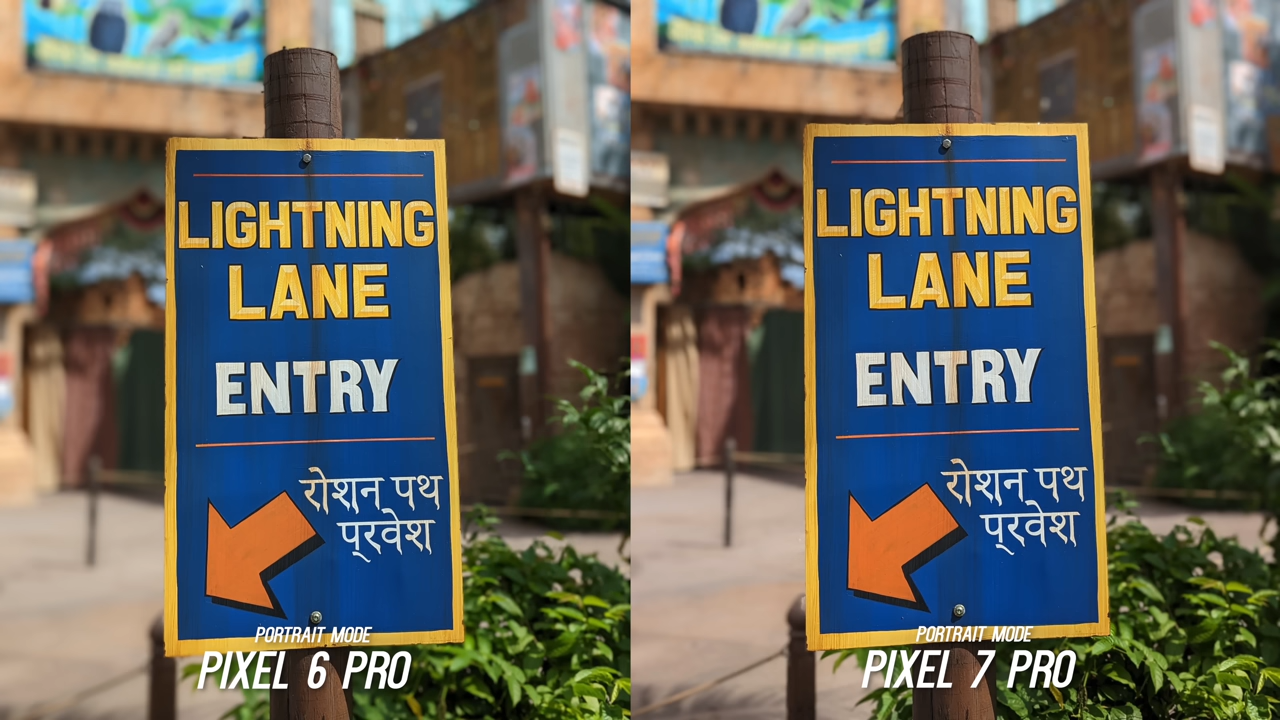 LIGHTNING
LANE
ENTRY
रोशन पथ
प्रवेश
PORTRAIT MODE
PIXEL 6 PRO
LIGHTNING
LANE
ENTRY
रोशन पथ
प्रवेश
PORTRAIT MODE
PIXEL 7 PRO